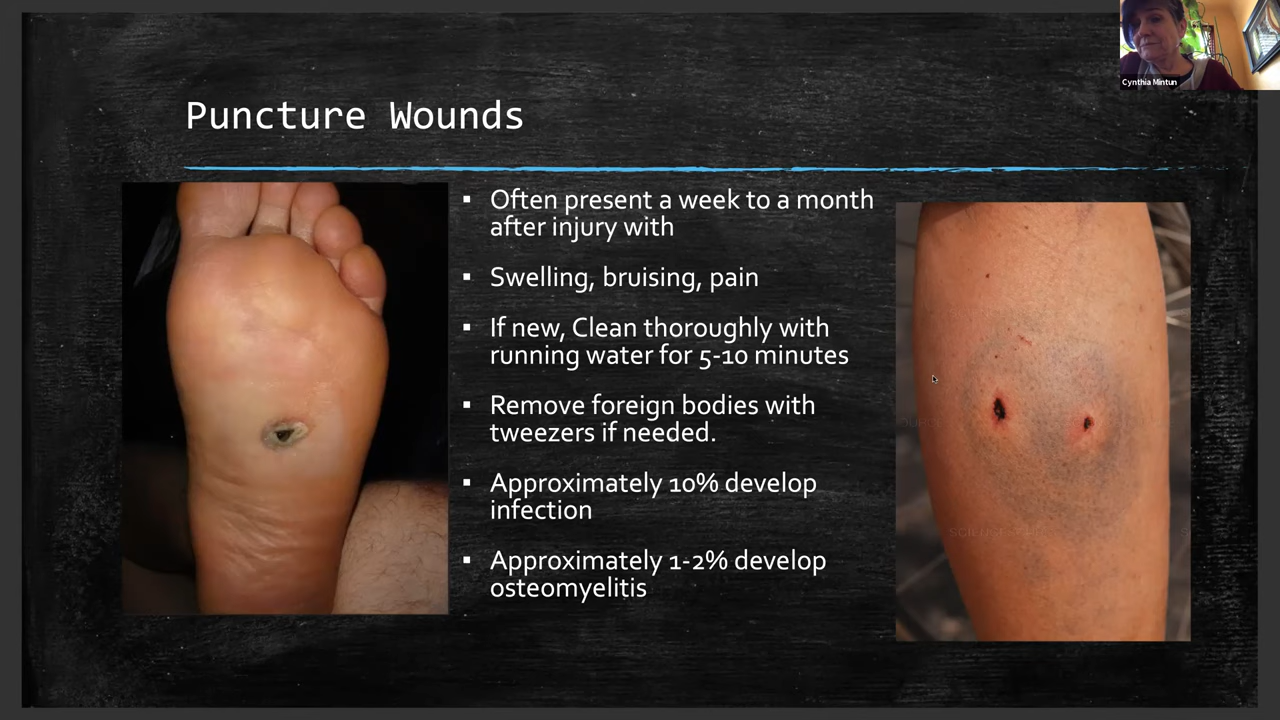 Cynthia Mintun
Puncture Wounds
▪ Often present a week to a month
after injury with
▪ Swelling, bruising, pain
▪ If new, Clean thoroughly with
running water for 5-10 minutes
▪ Remove foreign bodies with
tweezers if needed.
▪ Approximately 10% develop
infection
▪ Approximately 1-2% develop
osteomyelitis